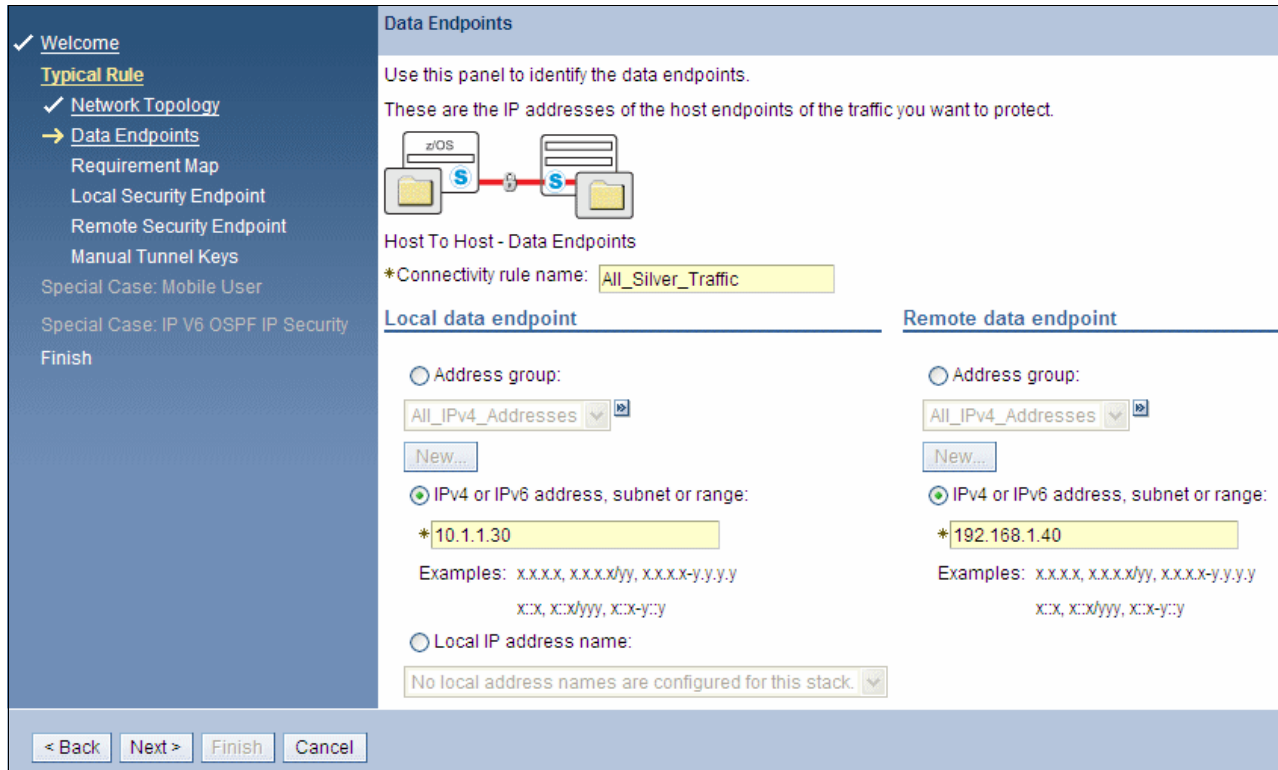 Welcome
Typical Rule
Network Topology
Data Endpoints
Requirement Map
Local Security Endpoint
Remote Security Endpoint
Manual Tunnel Keys
Special Case: Mobile User
Special Case: IP V6 OSPF IP Security
Finish
Data Endpoints
Use this panel to identify the data endpoints.
These are the IP addresses of the host endpoints of the traffic you want to protect.
z/OS
S
S
Host To Host - Data Endpoints
*Connectivity rule name: All_Silver_Traffic
Local data endpoint
Address group:
All_IPv4_Addresses
New...
IPv4 or IPv6 address, subnet or range:
*10.1.1.30
Examples: x.x.x.x, x.x.x.x/yy, x.x.x.x-y.y.y.y
x::x, x::x/yyy, x::x-y::y
Local IP address name:
No local address names are configured for this stack.
Remote data endpoint
Address group:
All_IPv4_Addresses
New...
IPv4 or IPv6 address, subnet or range:
*192.168.1.40
Examples: x.x.x.x, x.x.x.x/yy, x.x.x.x-y.y.y.y
x::x, x::x/yyy, x::x-y::y
< Back Next > Finish Cancel